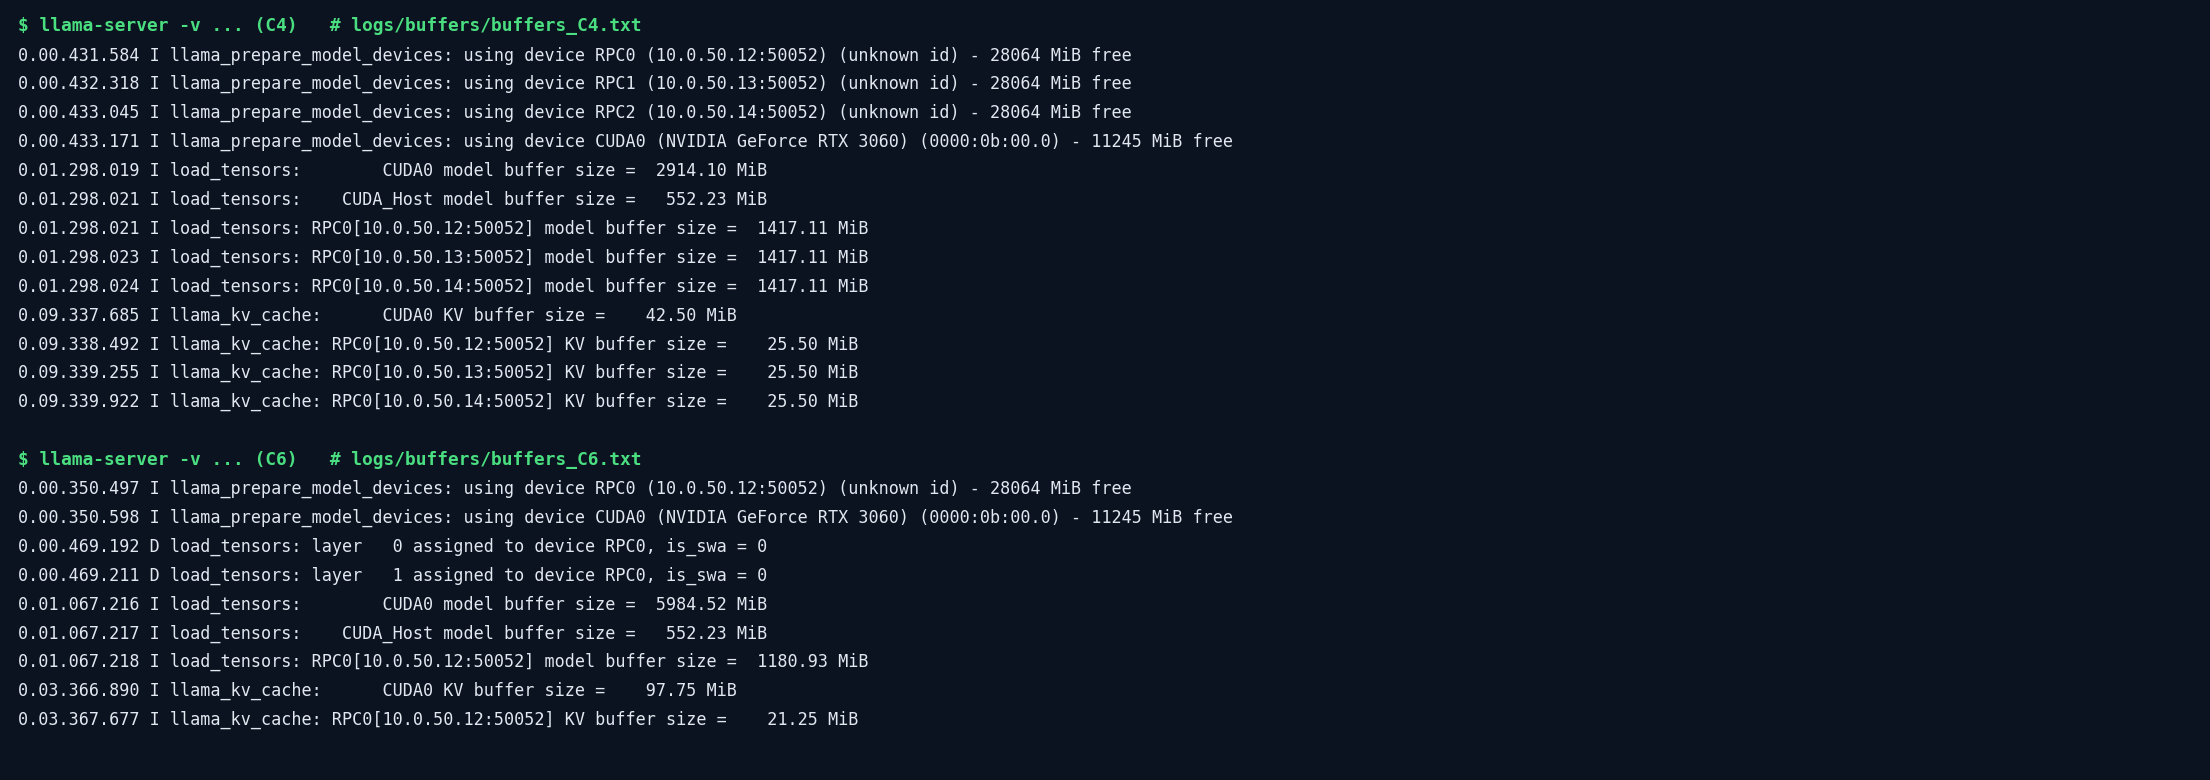 $ llama-server -v ... (C4)   # logs/buffers/buffers_C4.txt
0.00.431.584 I llama_prepare_model_devices: using device RPC0 (10.0.50.12:50052) (unknown id) - 28064 MiB free
0.00.432.318 I llama_prepare_model_devices: using device RPC1 (10.0.50.13:50052) (unknown id) - 28064 MiB free
0.00.433.045 I llama_prepare_model_devices: using device RPC2 (10.0.50.14:50052) (unknown id) - 28064 MiB free
0.00.433.171 I llama_prepare_model_devices: using device CUDA0 (NVIDIA GeForce RTX 3060) (0000:0b:00.0) - 11245 MiB free
0.01.298.019 I load_tensors:        CUDA0 model buffer size =  2914.10 MiB
0.01.298.021 I load_tensors:    CUDA_Host model buffer size =   552.23 MiB
0.01.298.021 I load_tensors: RPC0[10.0.50.12:50052] model buffer size =  1417.11 MiB
0.01.298.023 I load_tensors: RPC0[10.0.50.13:50052] model buffer size =  1417.11 MiB
0.01.298.024 I load_tensors: RPC0[10.0.50.14:50052] model buffer size =  1417.11 MiB
0.09.337.685 I llama_kv_cache:      CUDA0 KV buffer size =    42.50 MiB
0.09.338.492 I llama_kv_cache: RPC0[10.0.50.12:50052] KV buffer size =    25.50 MiB
0.09.339.255 I llama_kv_cache: RPC0[10.0.50.13:50052] KV buffer size =    25.50 MiB
0.09.339.922 I llama_kv_cache: RPC0[10.0.50.14:50052] KV buffer size =    25.50 MiB

$ llama-server -v ... (C6)   # logs/buffers/buffers_C6.txt
0.00.350.497 I llama_prepare_model_devices: using device RPC0 (10.0.50.12:50052) (unknown id) - 28064 MiB free
0.00.350.598 I llama_prepare_model_devices: using device CUDA0 (NVIDIA GeForce RTX 3060) (0000:0b:00.0) - 11245 MiB free
0.00.469.192 D load_tensors: layer   0 assigned to device RPC0, is_swa = 0
0.00.469.211 D load_tensors: layer   1 assigned to device RPC0, is_swa = 0
0.01.067.216 I load_tensors:        CUDA0 model buffer size =  5984.52 MiB
0.01.067.217 I load_tensors:    CUDA_Host model buffer size =   552.23 MiB
0.01.067.218 I load_tensors: RPC0[10.0.50.12:50052] model buffer size =  1180.93 MiB
0.03.366.890 I llama_kv_cache:      CUDA0 KV buffer size =    97.75 MiB
0.03.367.677 I llama_kv_cache: RPC0[10.0.50.12:50052] KV buffer size =    21.25 MiB